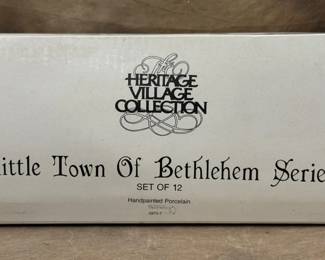 The
HERITAGE
VILLAGE
COLLECTION
ittle Town Of Bethlehem Serie
SET OF 12
Handpainted Porcelain